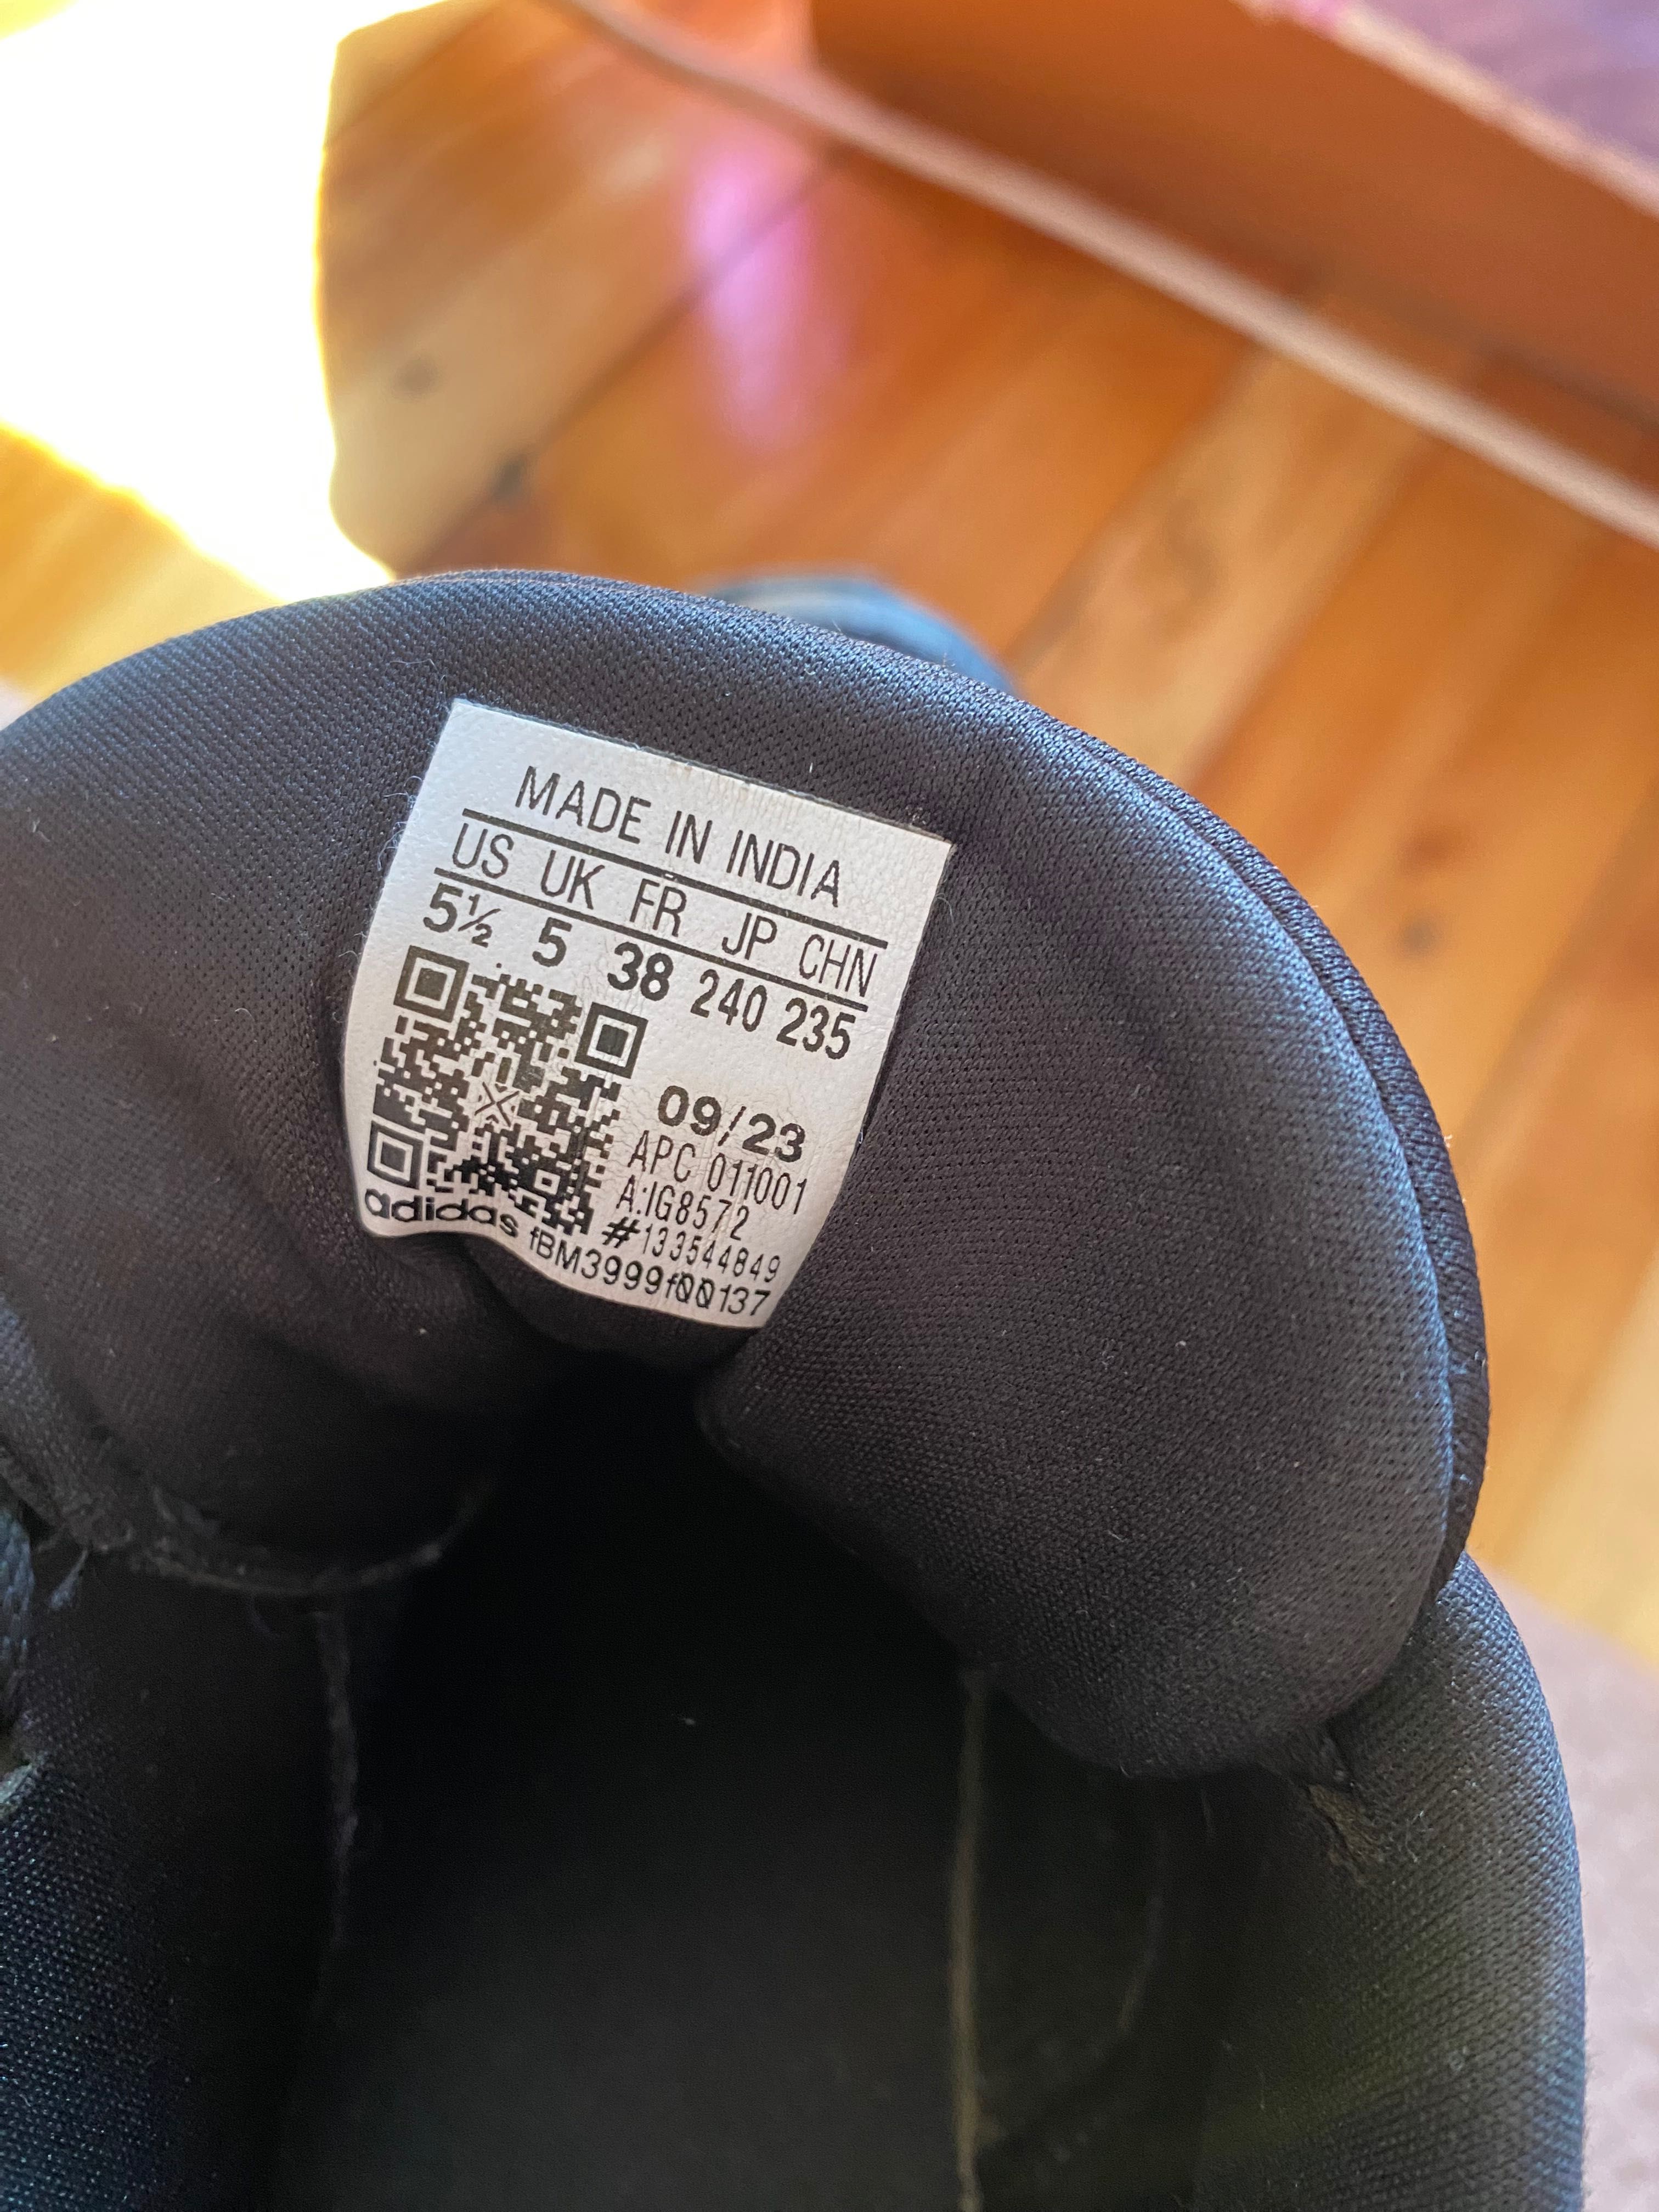 MADE IN INDIA
US UK FR JP CHN
5½ 5 38 240 235
09/23
APC 011001
A:IG8572
#133544849
adidas fBM3999f00137